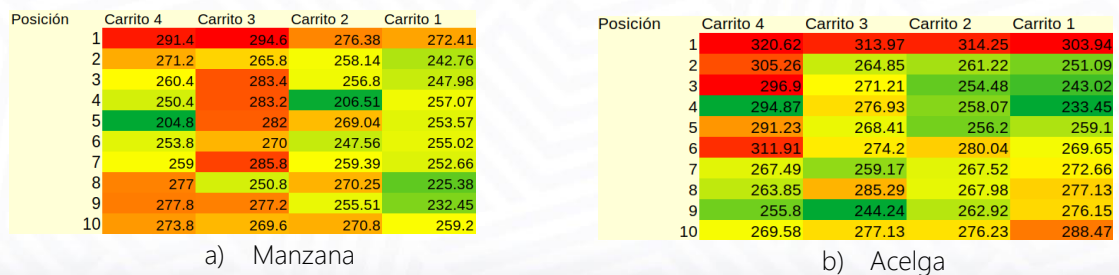 Posición Carrito 4 Carrito 3 Carrito 2 Carrito 1
1 291.4 294.6 276.38 272.41
2 271.2 265.8 258.14 242.76
3 260.4 283.4 256.8 247.98
4 250.4 283.2 206.51 257.07
5 204.8 282 269.04 253.57
6 253.8 270 247.56 255.02
7 259 285.8 259.39 252.66
8 277 250.8 270.25 225.38
9 277.8 277.2 255.51 232.45
10 273.8 269.6 270.8 259.2
a) Manzana
Posición Carrito 4 Carrito 3 Carrito 2 Carrito 1
1 320.62 313.97 314.25 303.94
2 305.26 264.85 261.22 251.09
3 296.9 271.21 254.48 243.02
4 294.87 276.93 258.07 233.45
5 291.23 268.41 256.2 259.1
6 311.91 274.2 280.04 269.65
7 267.49 259.17 267.52 272.66
8 263.85 285.29 267.98 277.13
9 255.8 244.24 262.92 276.15
10 269.58 277.13 276.23 288.47
b) Acelga